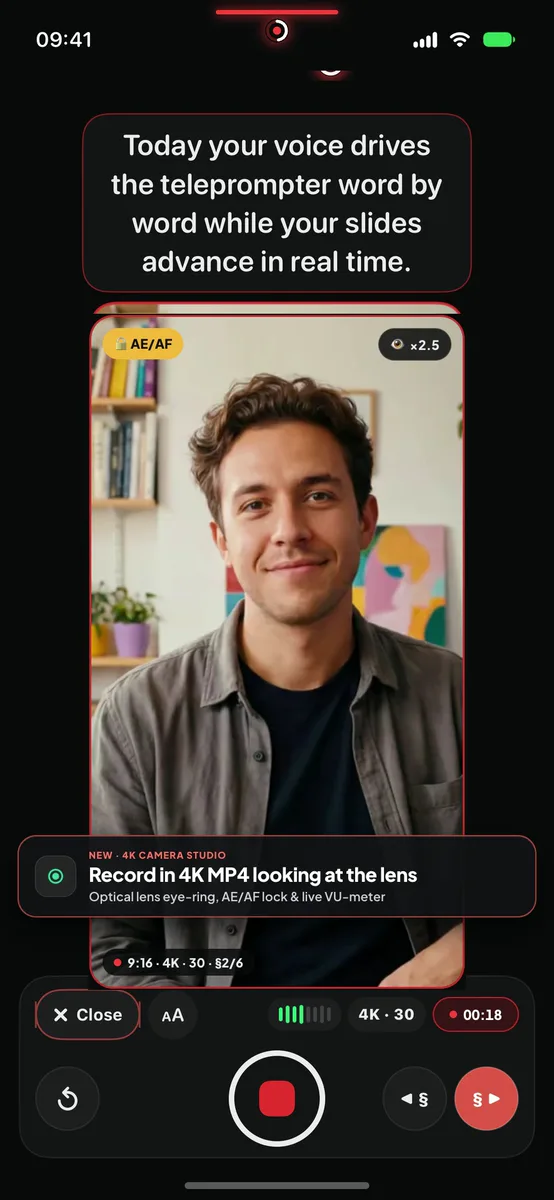 09:41
Today your voice drives
the teleprompter word by
word while your slides
advance in real time.
AE/AF
×2.5
NEW · 4K CAMERA STUDIO
Record in 4K MP4 looking at the lens
Optical lens eye-ring, AE/AF lock & live VU-meter
9:16 · 4K · 30 · §2/6
Close
AA
4K · 30
00:18
§
§